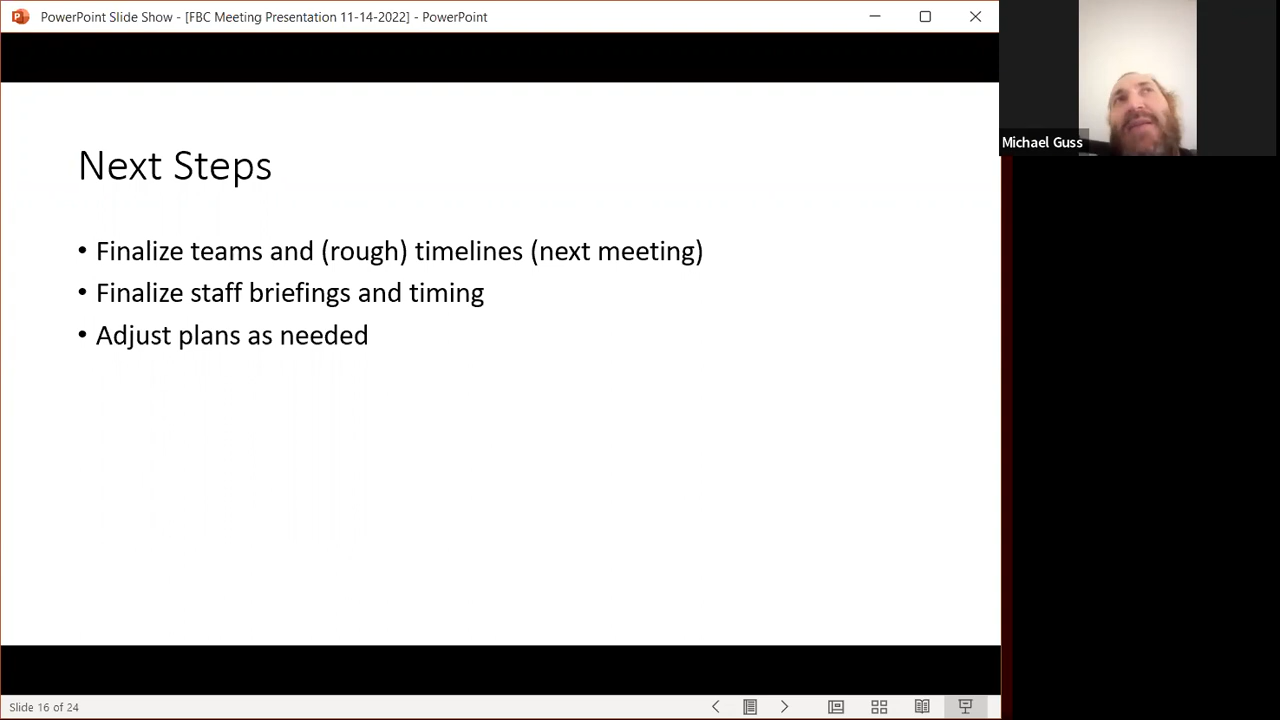 PowerPoint Slide Show - [FBC Meeting Presentation 11-14-2022] - PowerPoint
Michael Guss
Next Steps
• Finalize teams and (rough) timelines (next meeting)
• Finalize staff briefings and timing
• Adjust plans as needed
Slide 16 of 24